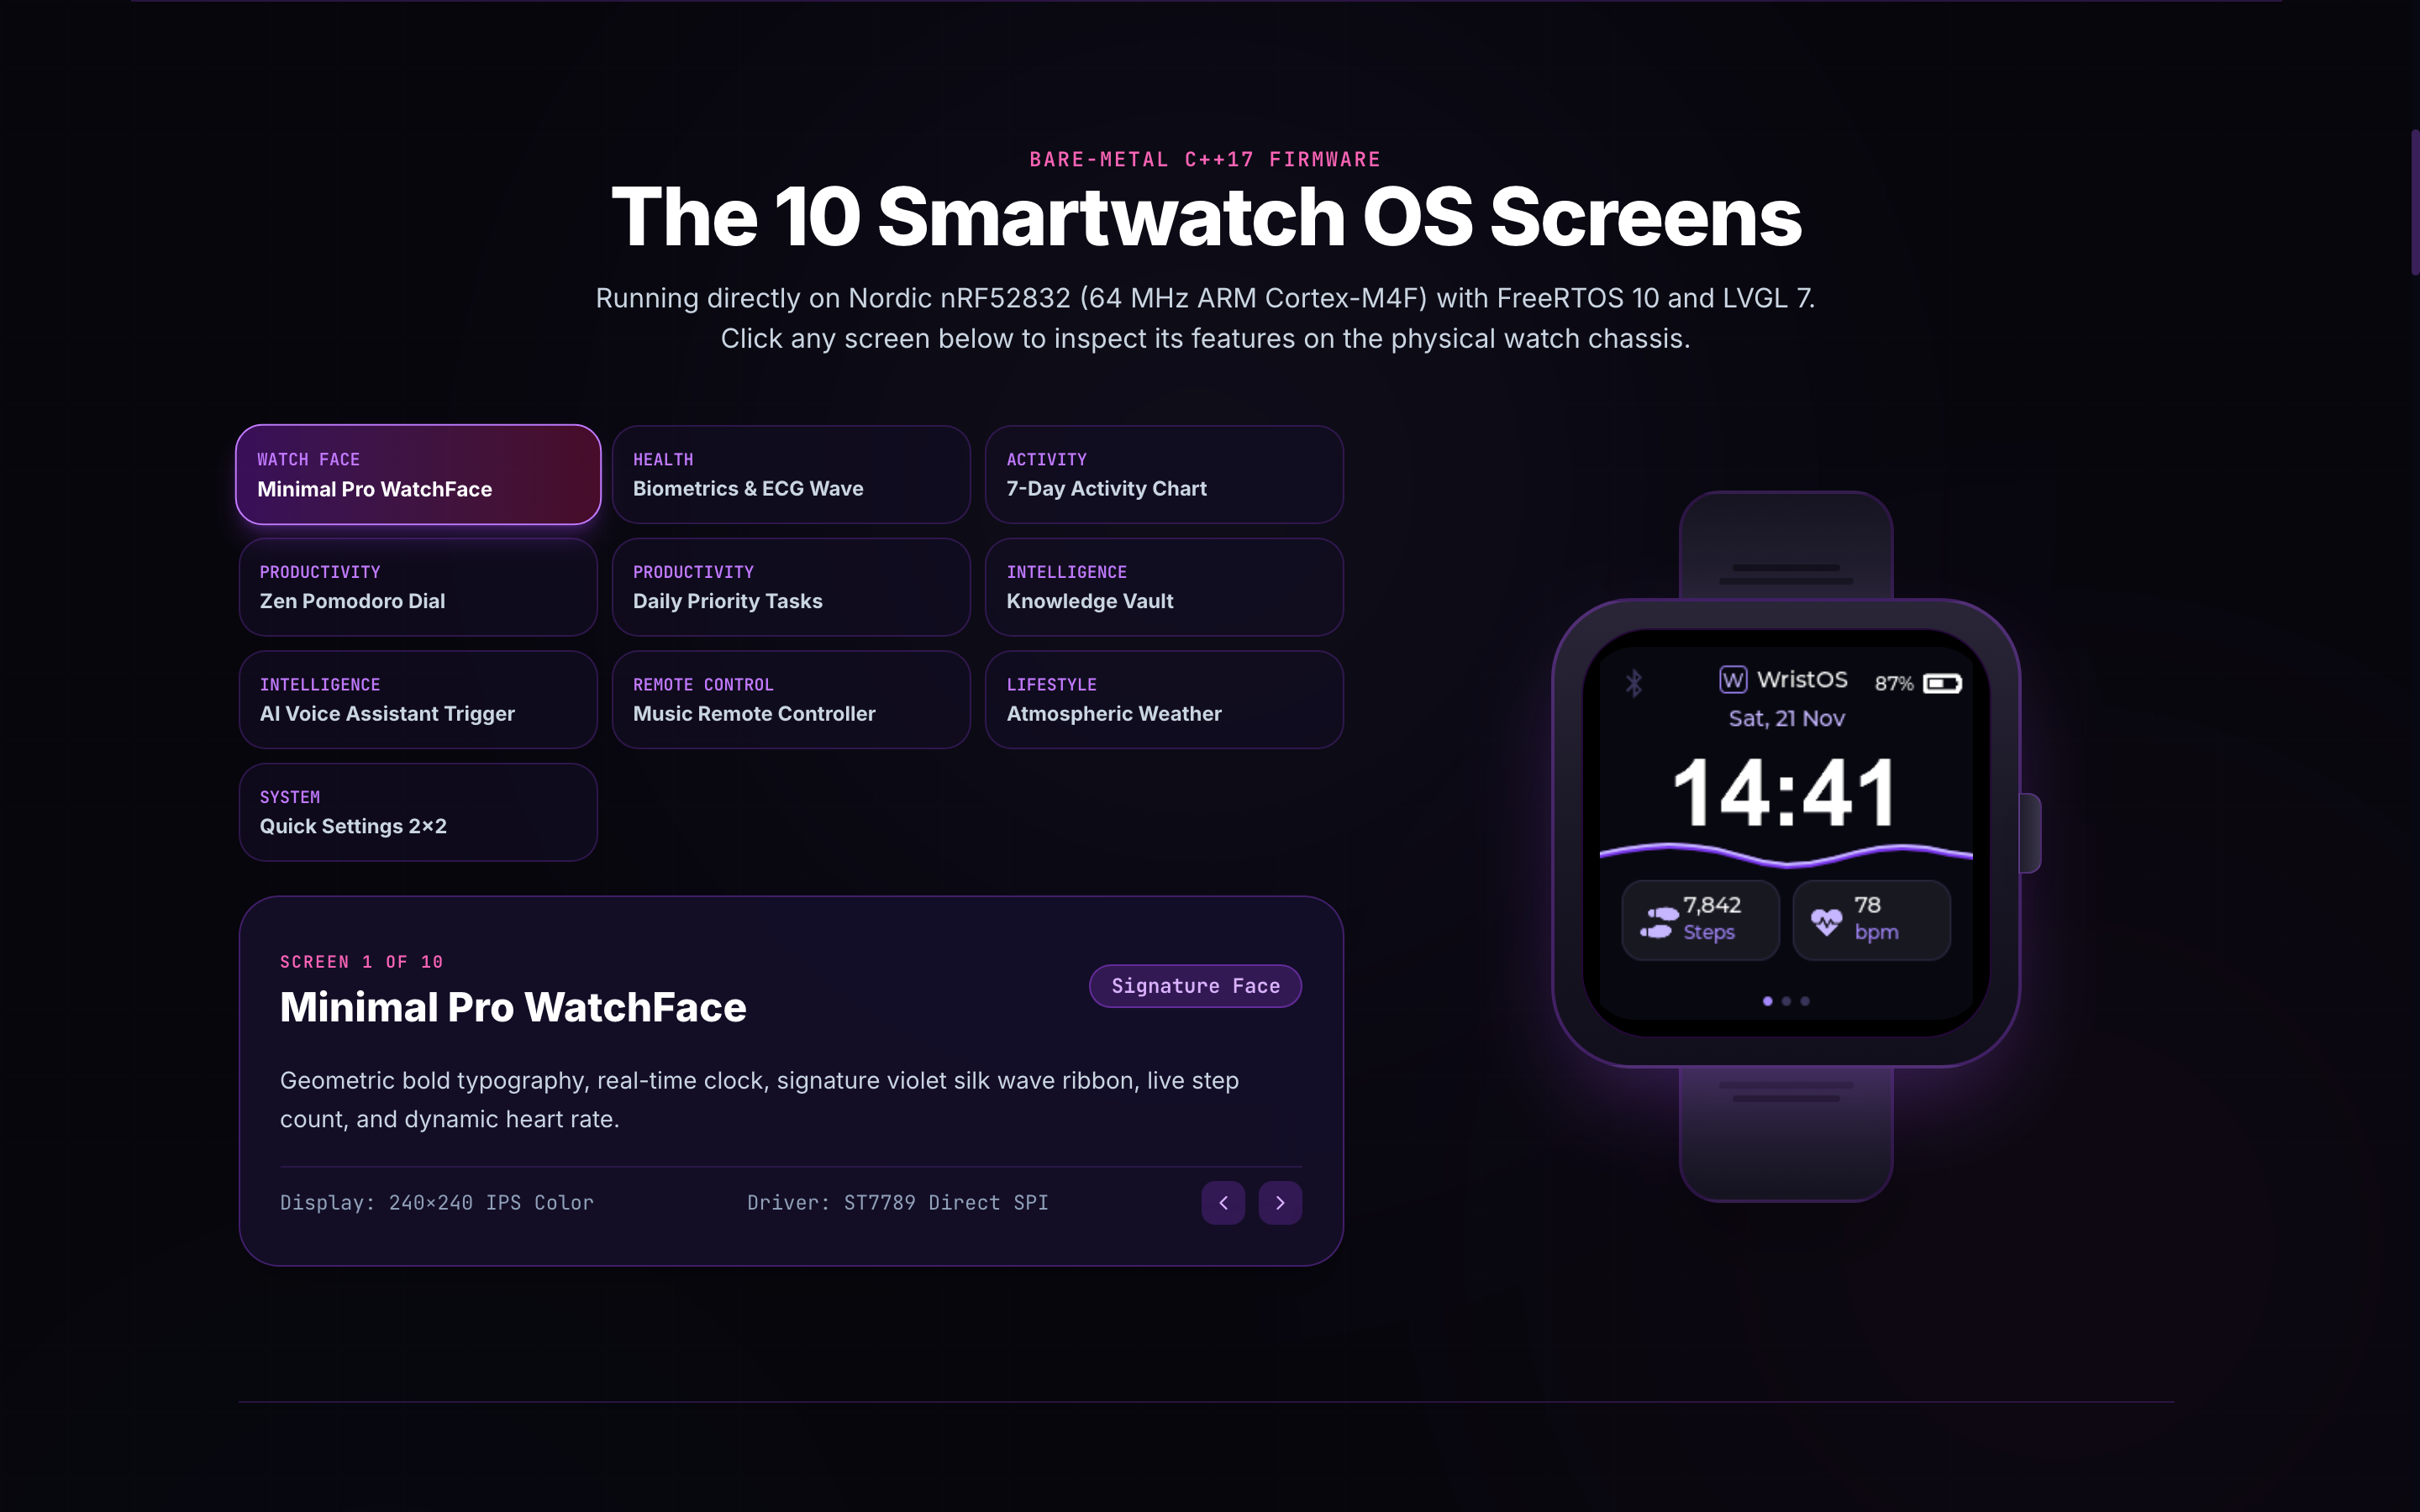 BARE-METAL C++17 FIRMWARE
The 10 Smartwatch OS Screens
Running directly on Nordic nRF52832 (64 MHz ARM Cortex-M4F) with FreeRTOS 10 and LVGL 7.
Click any screen below to inspect its features on the physical watch chassis.
WATCH FACE
Minimal Pro WatchFace
HEALTH
Biometrics & ECG Wave
ACTIVITY
7-Day Activity Chart
PRODUCTIVITY
Zen Pomodoro Dial
PRODUCTIVITY
Daily Priority Tasks
INTELLIGENCE
Knowledge Vault
INTELLIGENCE
AI Voice Assistant Trigger
REMOTE CONTROL
Music Remote Controller
LIFESTYLE
Atmospheric Weather
SYSTEM
Quick Settings 2×2
SCREEN 1 OF 10
Minimal Pro WatchFace
Signature Face
Geometric bold typography, real-time clock, signature violet silk wave ribbon, live step
count, and dynamic heart rate.
Display: 240×240 IPS Color
Driver: ST7789 Direct SPI
W WristOS
87%
Sat, 21 Nov
14:41
7,842
Steps
78
bpm